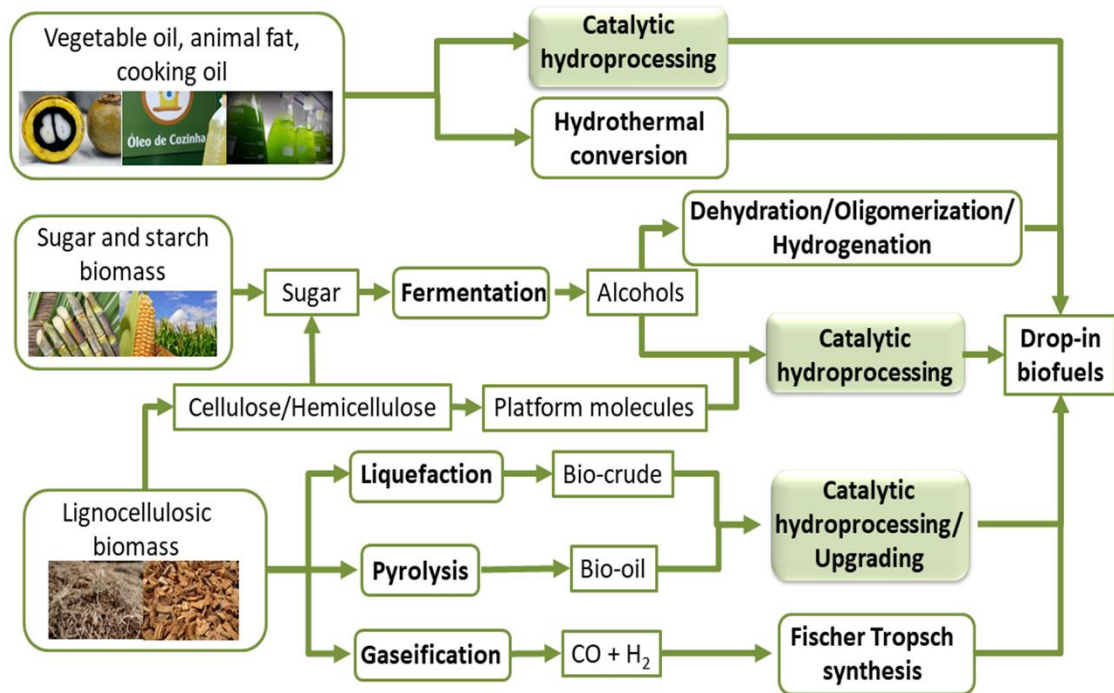 Vegetable oil, animal fat,
cooking oil
Óleo de Cozinha
Catalytic
hydroprocessing
Hydrothermal
conversion
Dehydration/Oligomerization/
Hydrogenation
Sugar and starch
biomass
Sugar
Fermentation
Alcohols
Catalytic
hydroprocessing
Drop-in
biofuels
Cellulose/Hemicellulose
Platform molecules
Lignocellulosic
biomass
Liquefaction
Bio-crude
Catalytic
hydroprocessing/
Upgrading
Pyrolysis
Bio-oil
Gaseification
CO + H₂
Fischer Tropsch
synthesis